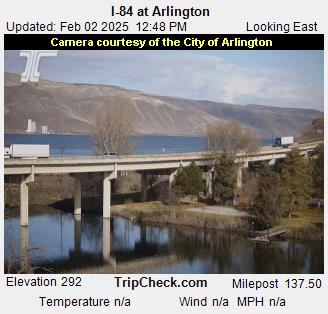 I-84 at Arlington
Updated: Feb 02 2025 12:48 PM Looking East
Camera courtesy of the City of Arlington
Elevation 292 TripCheck.com Milepost 137.50
Temperature n/a Wind n/a MPH n/a